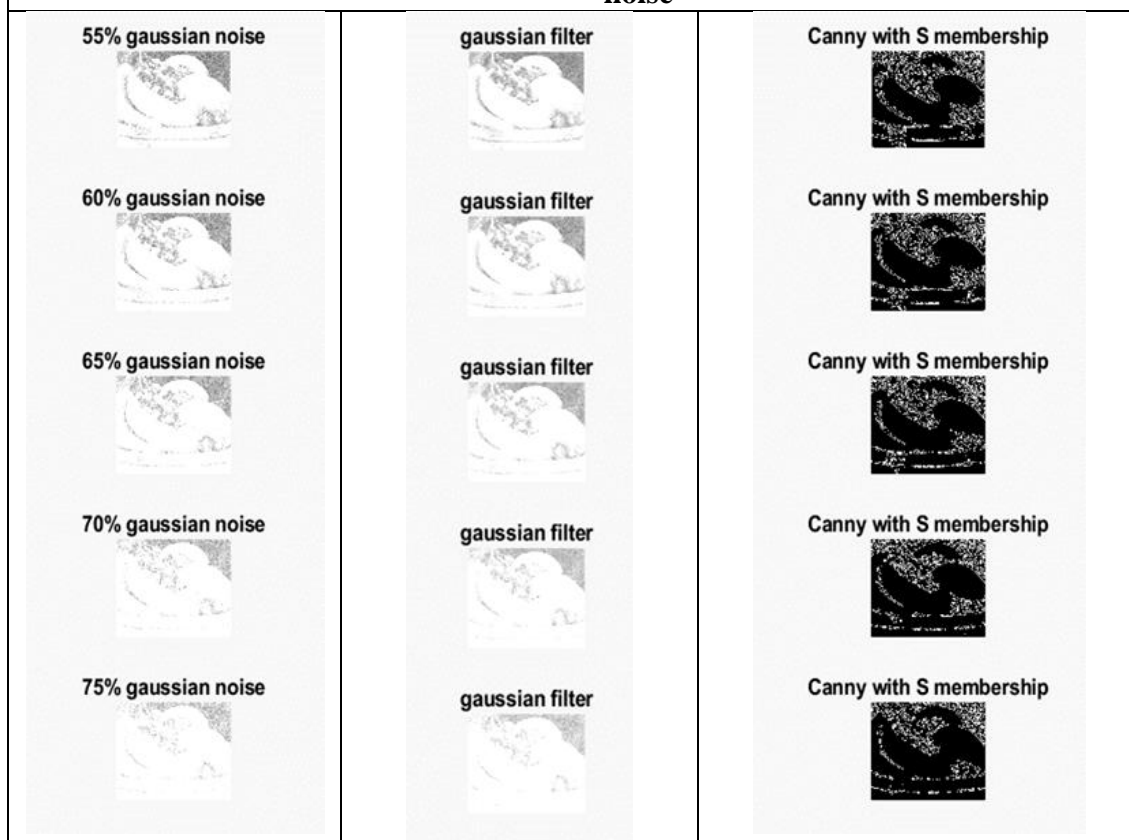 noise
55% gaussian noise
gaussian filter
Canny with S membership
60% gaussian noise
gaussian filter
Canny with S membership
65% gaussian noise
gaussian filter
Canny with S membership
70% gaussian noise
gaussian filter
Canny with S membership
75% gaussian noise
gaussian filter
Canny with S membership